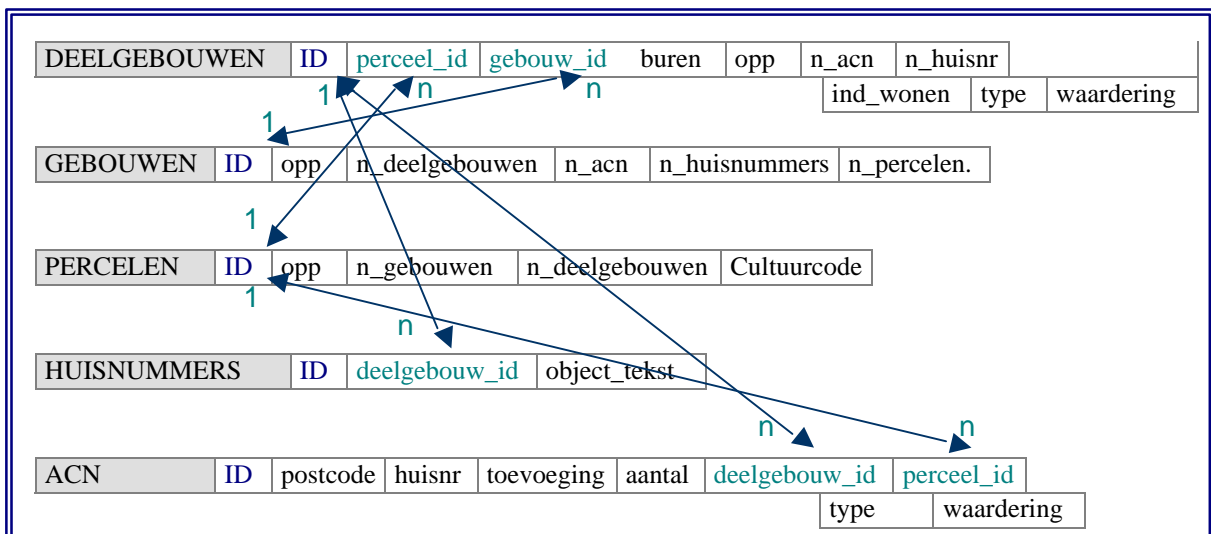 DEELGEBOUWEN ID perceel_id gebouw_id buren opp n_acn n_huisnr
ind_wonen type waardering
1 n n
1
GEBOUWEN ID opp n_deelgebouwen n_acn n_huisnummers n_percelen.
1
PERCELEN ID opp n_gebouwen n_deelgebouwen Cultuurcode
1
n
HUISNUMMERS ID deelgebouw_id object_tekst
n n
ACN ID postcode huisnr toevoeging aantal deelgebouw_id perceel_id
type waardering